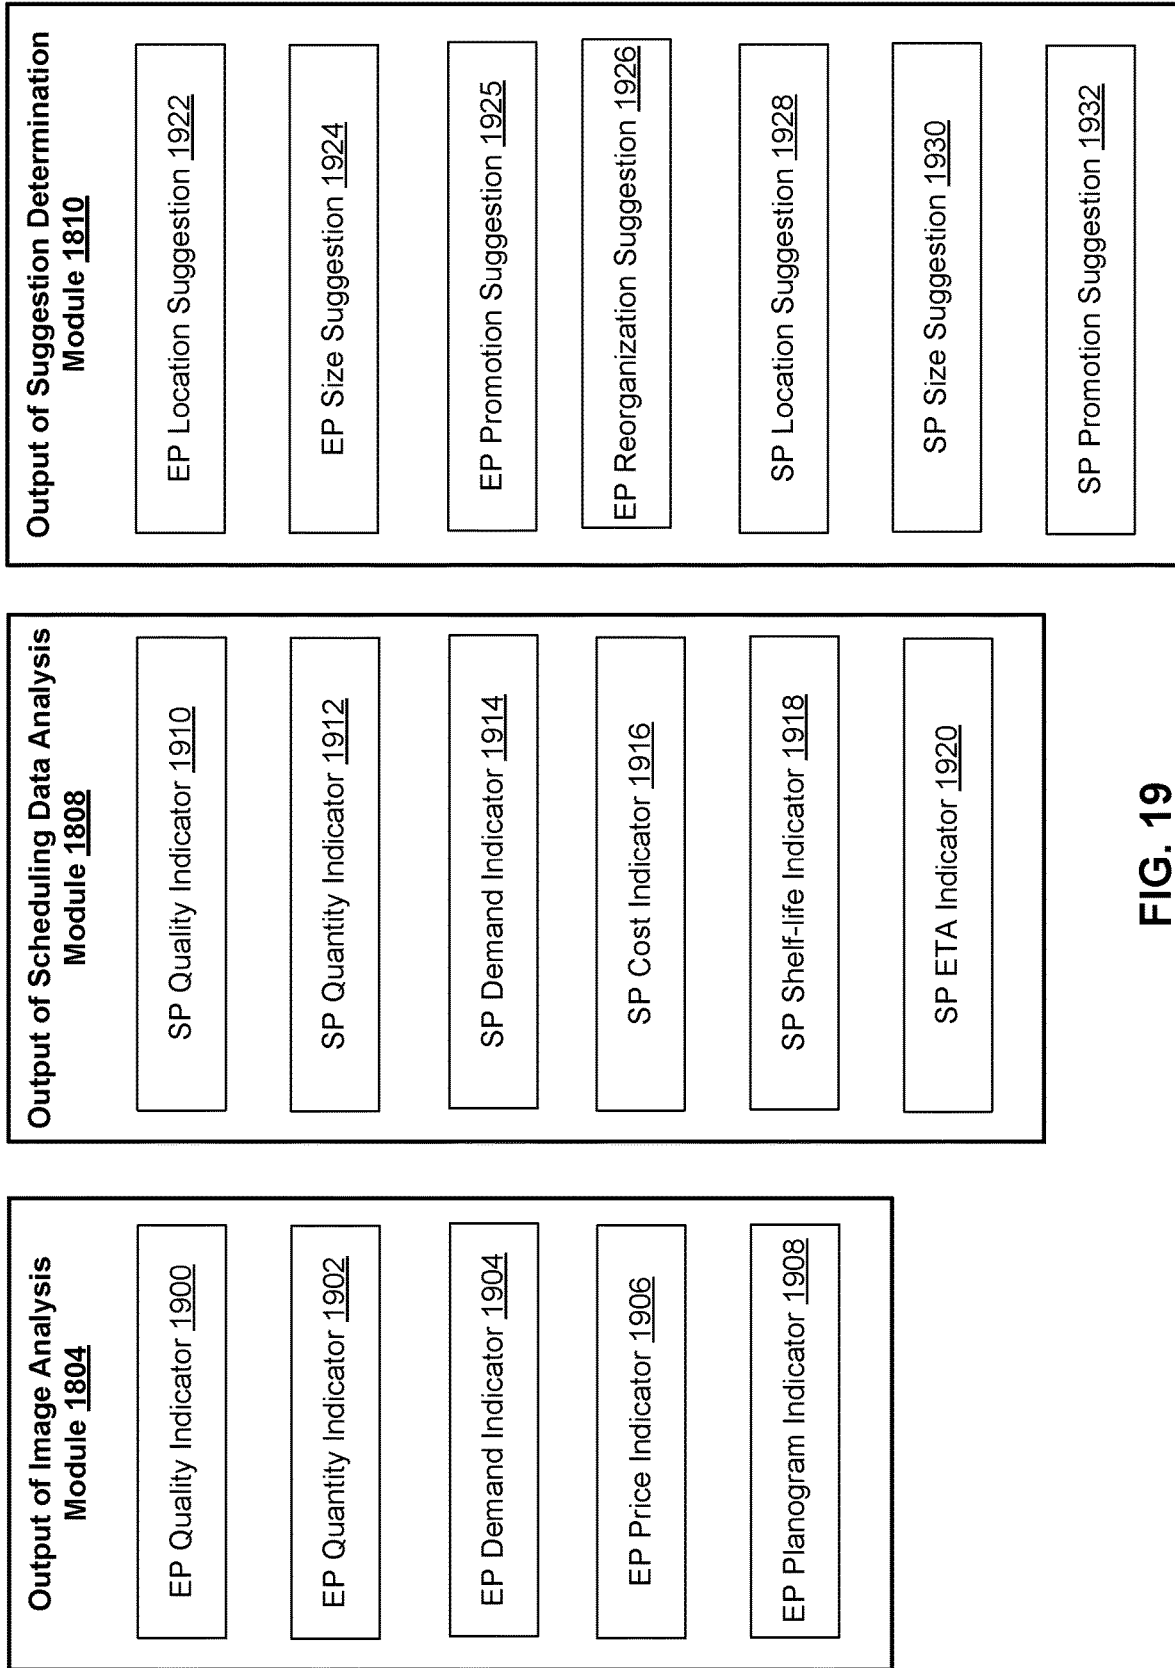 Output of Image Analysis
Module 1804
EP Quality Indicator 1900
EP Quantity Indicator 1902
EP Demand Indicator 1904
EP Price Indicator 1906
EP Planogram Indicator 1908
Output of Scheduling Data Analysis
Module 1808
SP Quality Indicator 1910
SP Quantity Indicator 1912
SP Demand Indicator 1914
SP Cost Indicator 1916
SP Shelf-life Indicator 1918
SP ETA Indicator 1920
Output of Suggestion Determination
Module 1810
EP Location Suggestion 1922
EP Size Suggestion 1924
EP Promotion Suggestion 1925
EP Reorganization Suggestion 1926
SP Location Suggestion 1928
SP Size Suggestion 1930
SP Promotion Suggestion 1932
FIG. 19